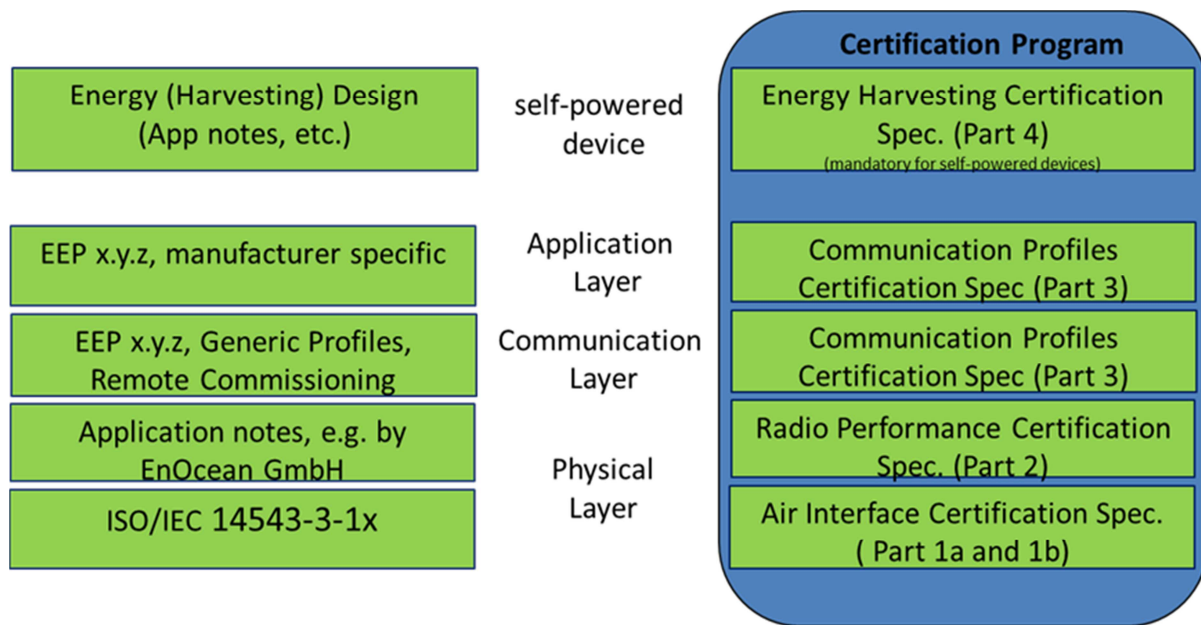 Certification Program
Energy (Harvesting) Design
(App notes, etc.)
self-powered
device
Energy Harvesting Certification
Spec. (Part 4)
(mandatory for self-powered devices)
EEP x.y.z, manufacturer specific
Application
Layer
Communication Profiles
Certification Spec (Part 3)
EEP x.y.z, Generic Profiles,
Remote Commissioning
Communication
Layer
Communication Profiles
Certification Spec (Part 3)
Application notes, e.g. by
EnOcean GmbH
Physical
Layer
Radio Performance Certification
Spec. (Part 2)
ISO/IEC 14543-3-1x
Air Interface Certification Spec.
( Part 1a and 1b)